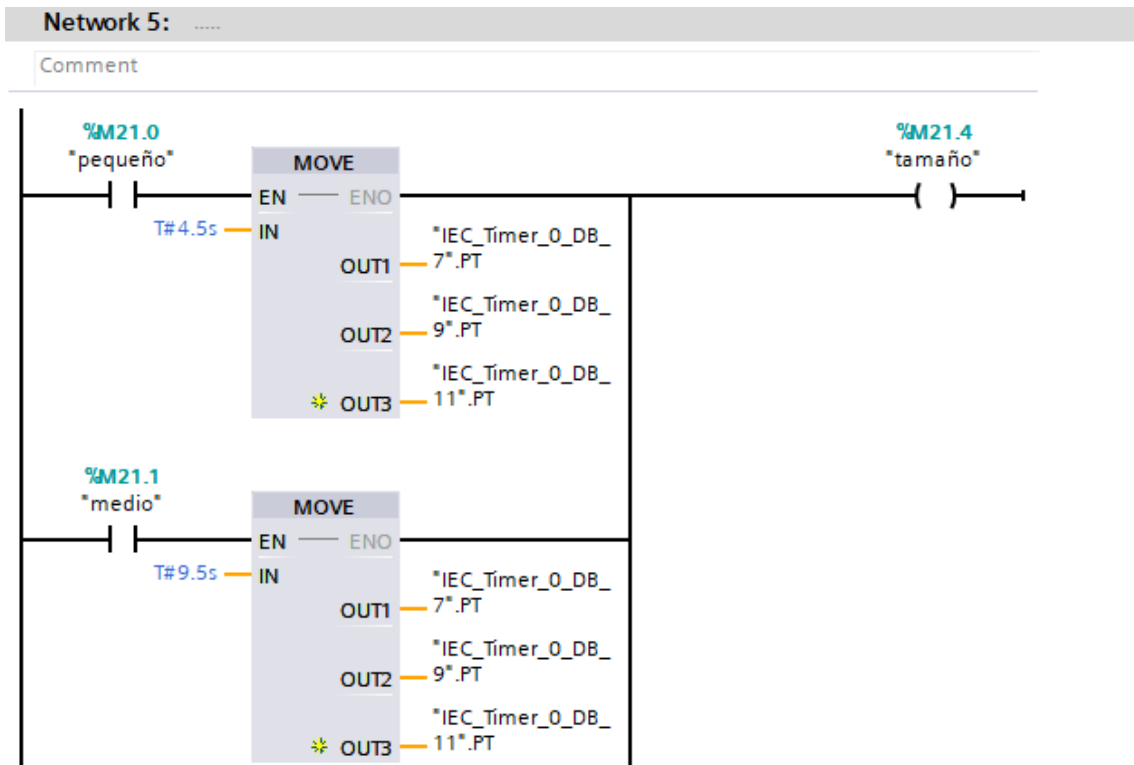 Network 5: .....
Comment
%M21.0
"pequeño"
%M21.4
"tamaño"
MOVE
EN ENO
T#4.5s IN
"IEC_Timer_0_DB_
OUT1 7".PT
"IEC_Timer_0_DB_
OUT2 9".PT
"IEC_Timer_0_DB_
OUT3 11".PT
%M21.1
"medio"
MOVE
EN ENO
T#9.5s IN
"IEC_Timer_0_DB_
OUT1 7".PT
"IEC_Timer_0_DB_
OUT2 9".PT
"IEC_Timer_0_DB_
OUT3 11".PT